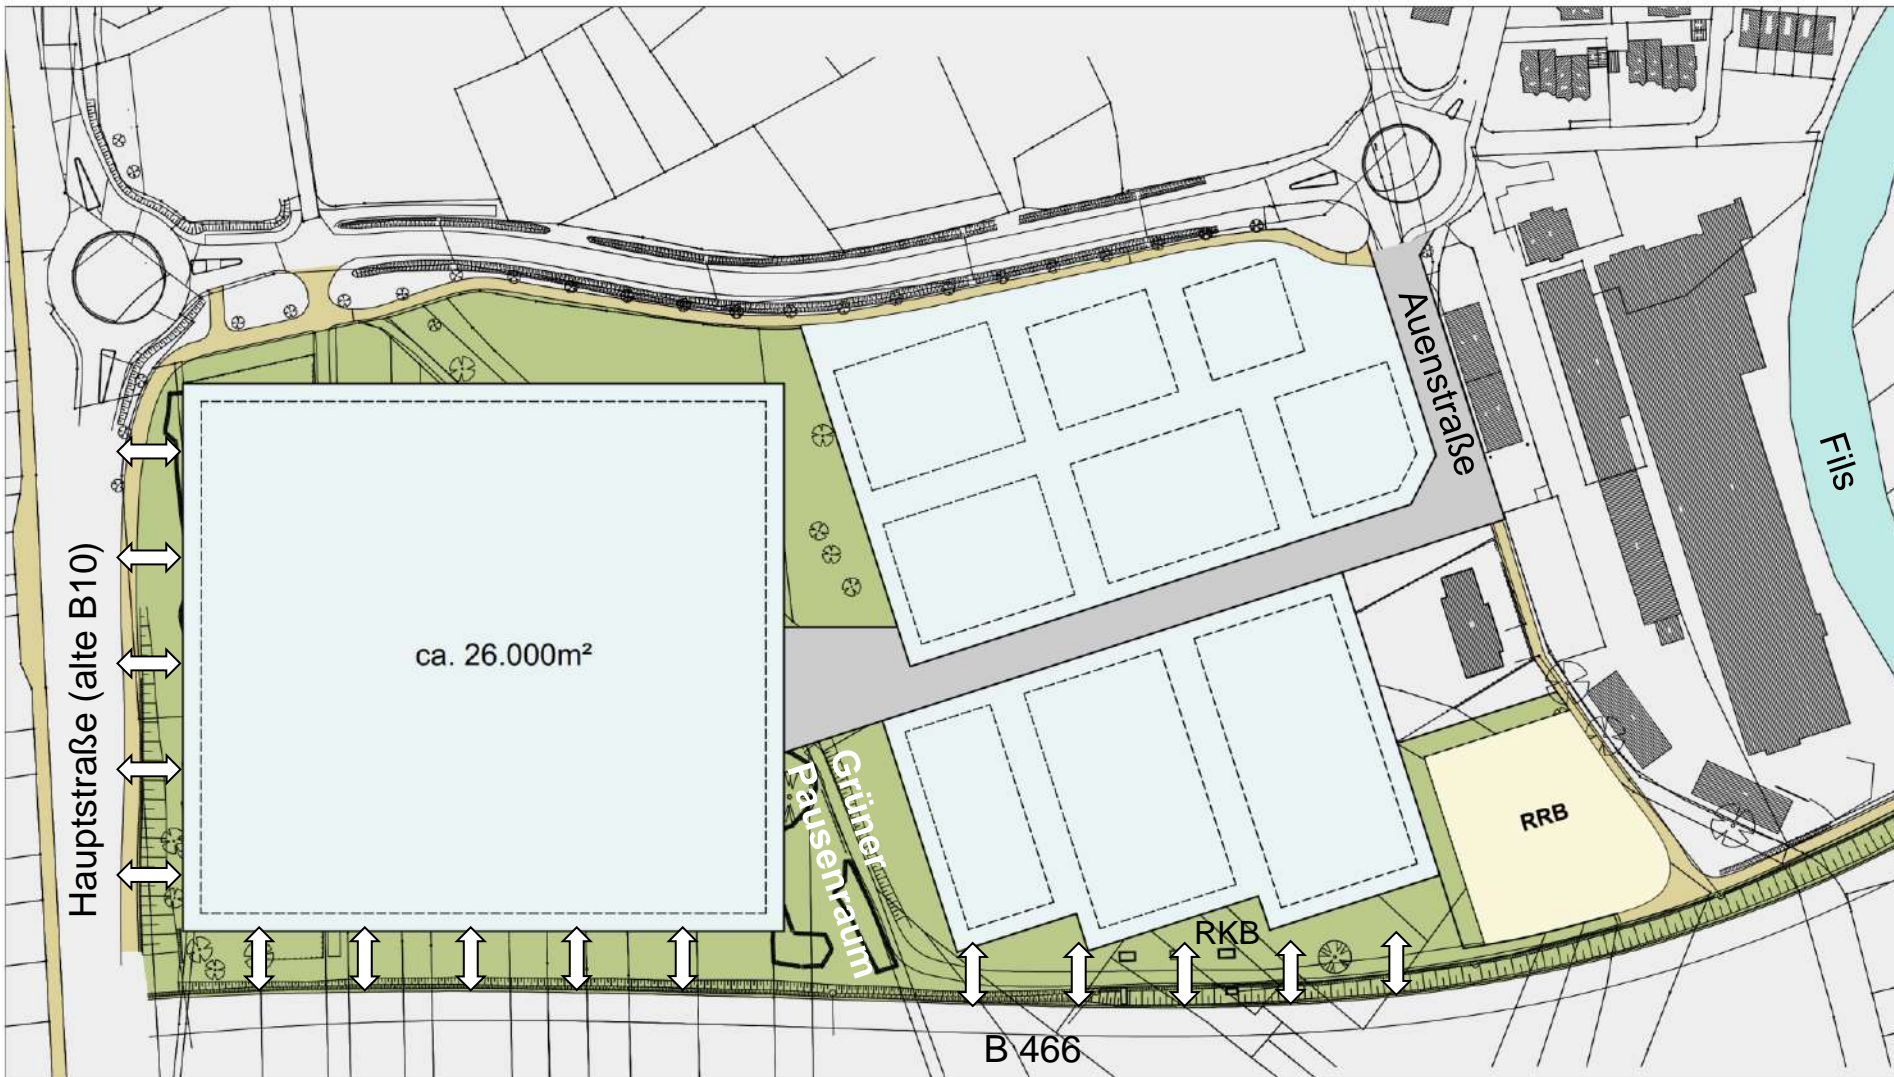 Auenstraße
Fils
Hauptstraße (alte B10)
ca. 26.000m²
Grüner
Pausenraum
RRB
RKB
B 466